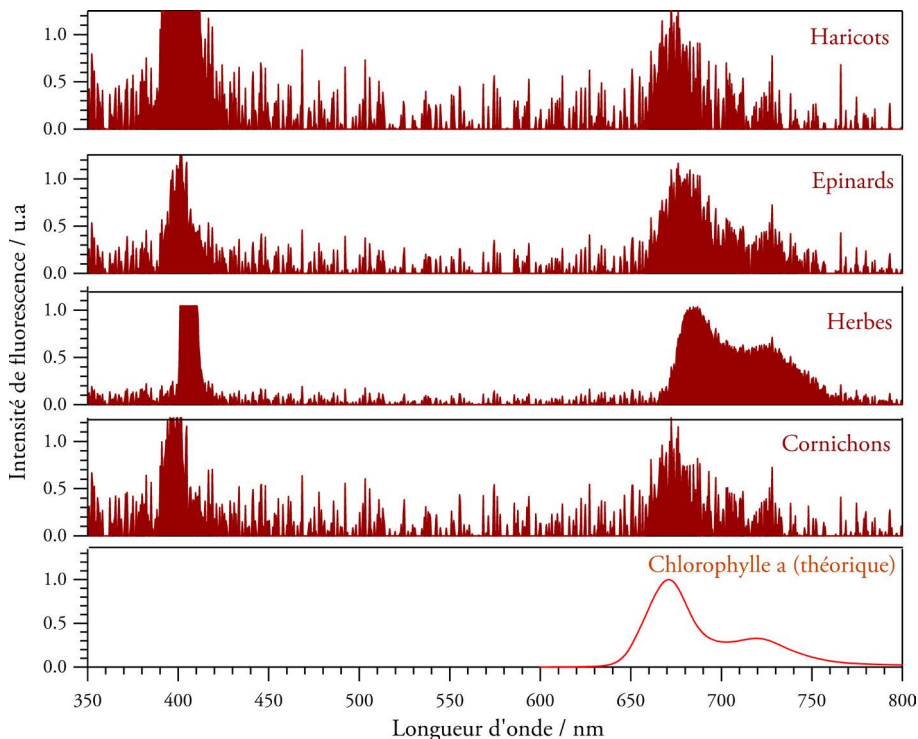 1.0
0.5
0.0
Haricots
1.0
0.5
0.0
Epinards
1.0
0.5
0.0
Herbes
1.0
0.5
0.0
Cornichons
1.0
0.5
0.0
Chlorophylle a (théorique)
350 400 450 500 550 600 650 700 750 800
Longueur d'onde / nm
Intensité de fluorescence / u.a